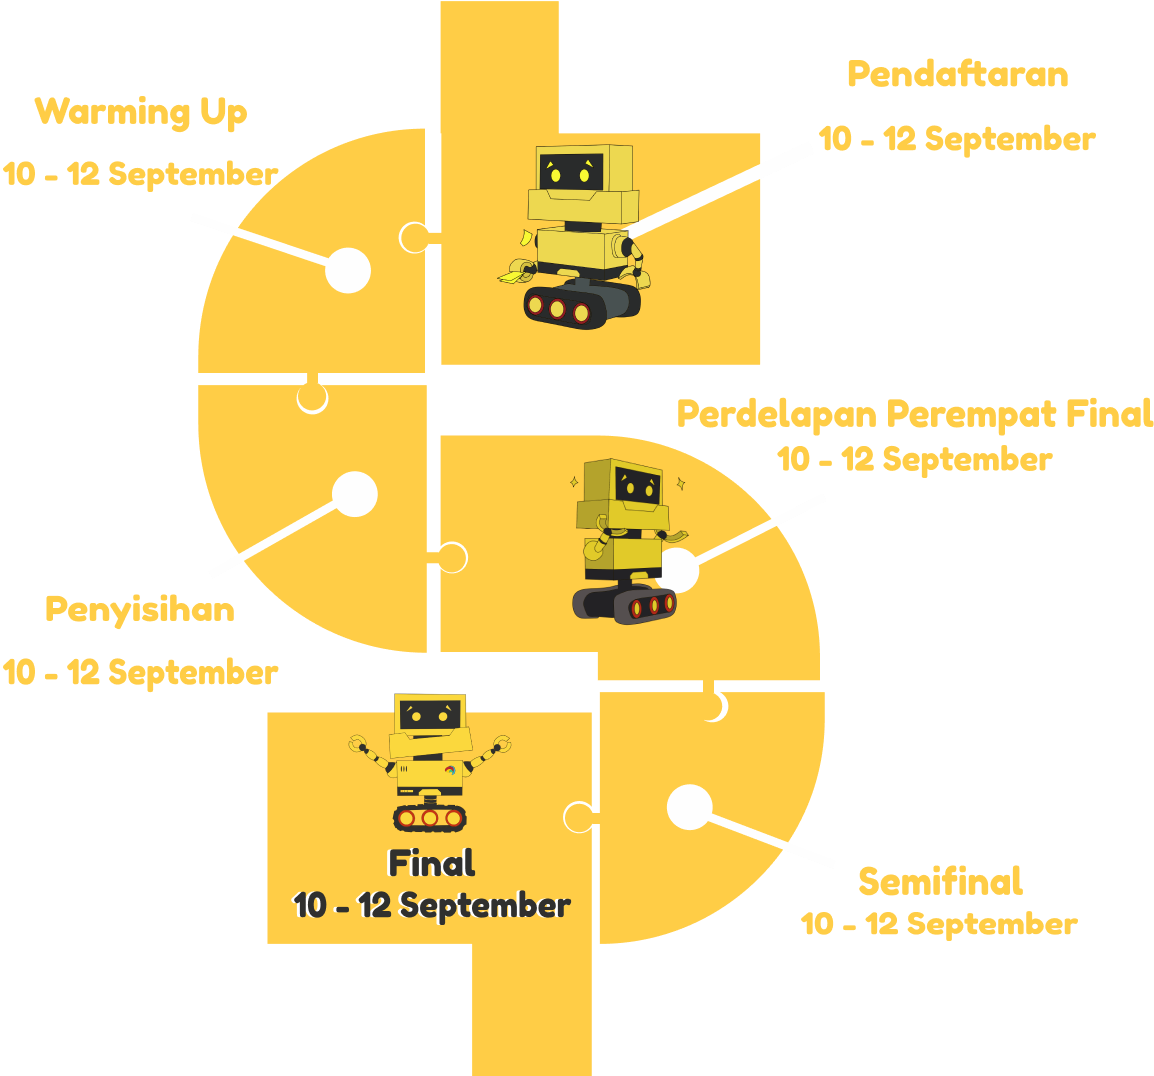 Pendaftaran
10 - 12 September
Warming Up
10 - 12 September
Penyisihan
10 - 12 September
Perdelapan Perempat Final
10 - 12 September
Semifinal
10 - 12 September
Final
10 - 12 September